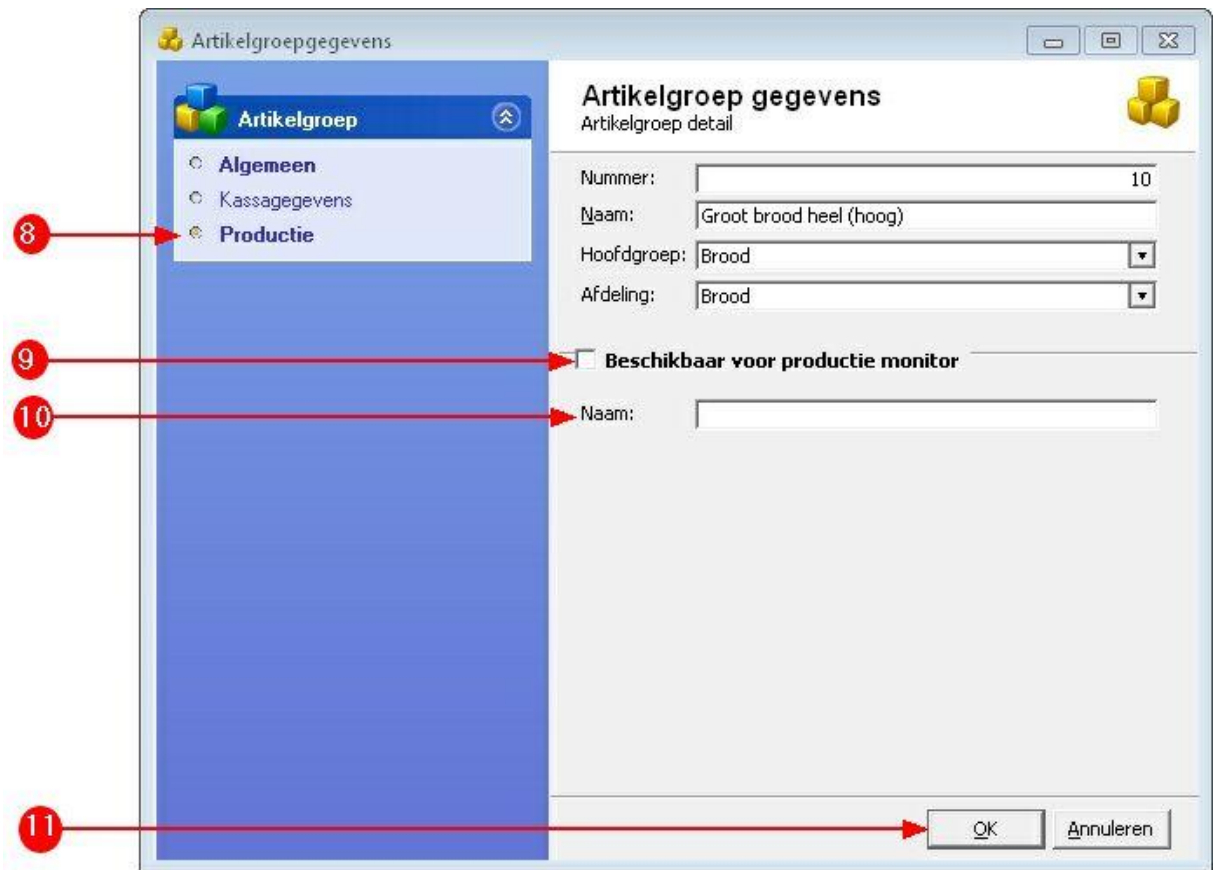 Artikelgroepgegevens
Artikelgroep
Algemeen
Kassagegevens
8
Productie
Artikelgroep gegevens
Artikelgroep detail
Nummer: 10
Naam: Groot brood heel (hoog)
Hoofdgroep: Brood
Afdeling: Brood
9
Beschikbaar voor productie monitor
10
Naam:
11
OK
Annuleren